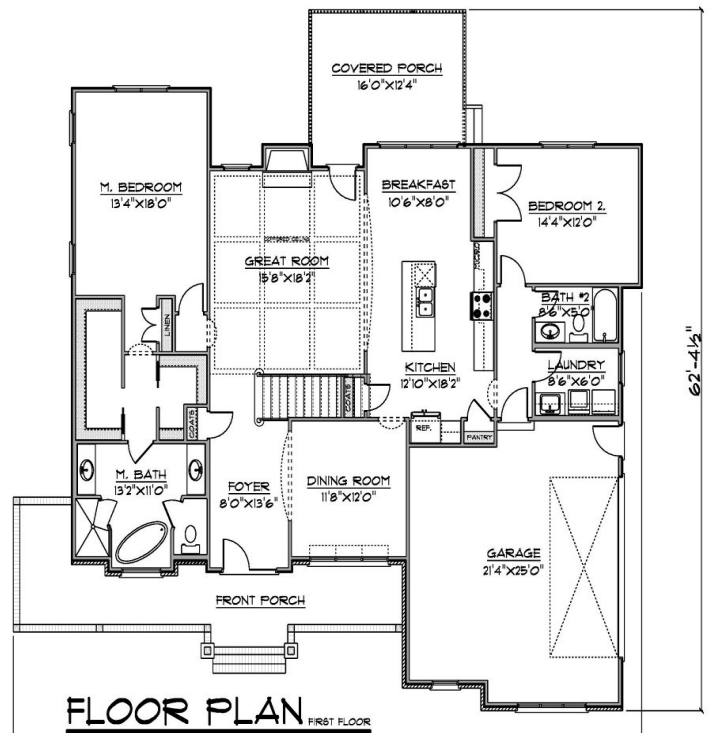 COVERED PORCH
16'0"X12'4"
M. BEDROOM
13'4"X18'0"
BREAKFAST
10'6"X8'0"
BEDROOM 2.
14'4"X12'0"
COFFERED CEILING
GREAT ROOM
15'8"X18'2"
MICRO
LINEN
BATH #2
8'6"X5'0"
KITCHEN
12'10"X18'2"
LAUNDRY
8'6"X6'0"
62'-4½"
COATS
COATS
REF.
PANTRY
M. BATH
13'2"X11'0"
FOYER
8'0"X13'6"
DINING ROOM
11'8"X12'0"
GARAGE
21'4"X25'0"
FRONT PORCH
FLOOR PLAN FIRST FLOOR